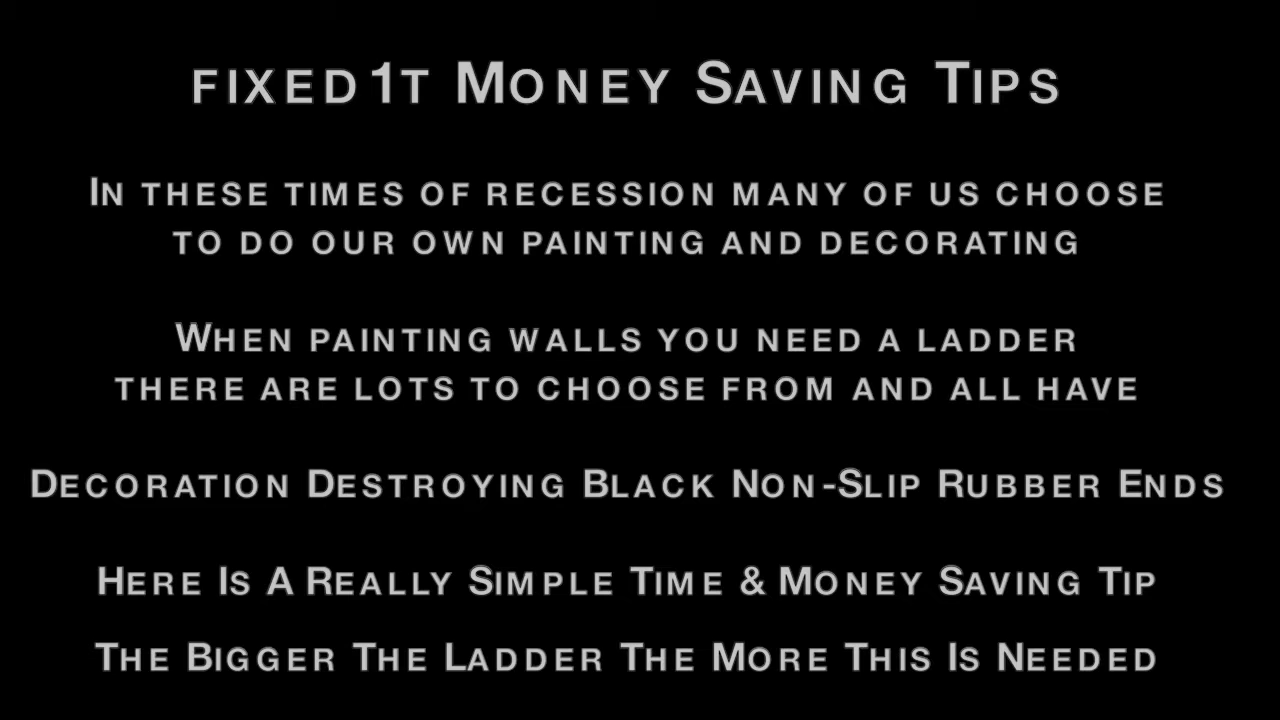 fixed1t Money Saving Tips
In these times of recession many of us choose
to do our own painting and decorating
When painting walls you need a ladder
there are lots to choose from and all have
Decoration Destroying Black Non-Slip Rubber Ends
Here Is A Really Simple Time & Money Saving Tip
The Bigger The Ladder The More This Is Needed